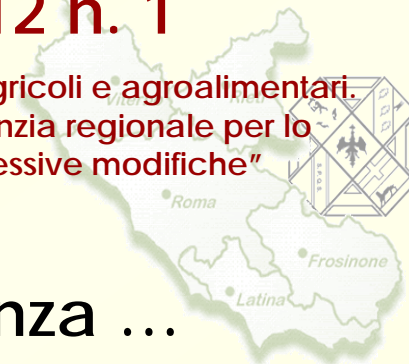 12 n. 1
gricoli e agroalimentari.
nzia regionale per lo
essive modifiche”
Viterbo
Rieti
Roma
Frosinone
Latina
nza ...